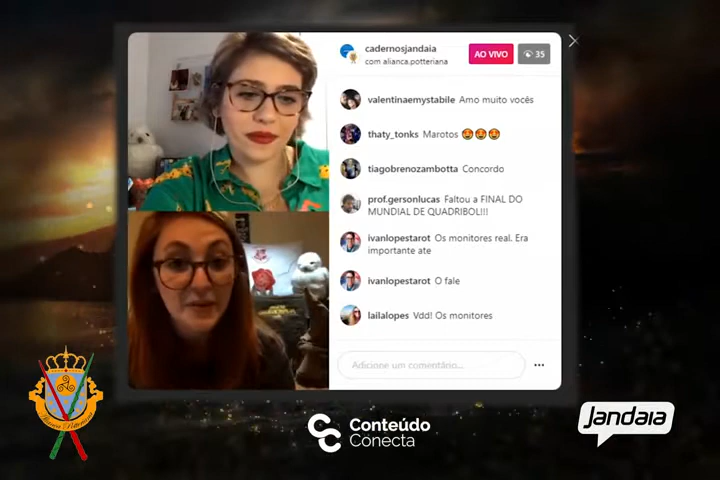 cadernosjandaia
com alianca.potteriana
AO VIVO
35
valentinaemystabile Amo muito vocês
thaty_tonks Marotos
tiagobrenozambotta Concordo
prof.gersonlucas Faltou a FINAL DO
MUNDIAL DE QUADRIBOL!!!
ivanlopestarot Os monitores real. Era
importante ate
ivanlopestarot O fale
lailalopes Vdd! Os monitores
Adicione um comentário...
Conteúdo
Conecta
Jandaia